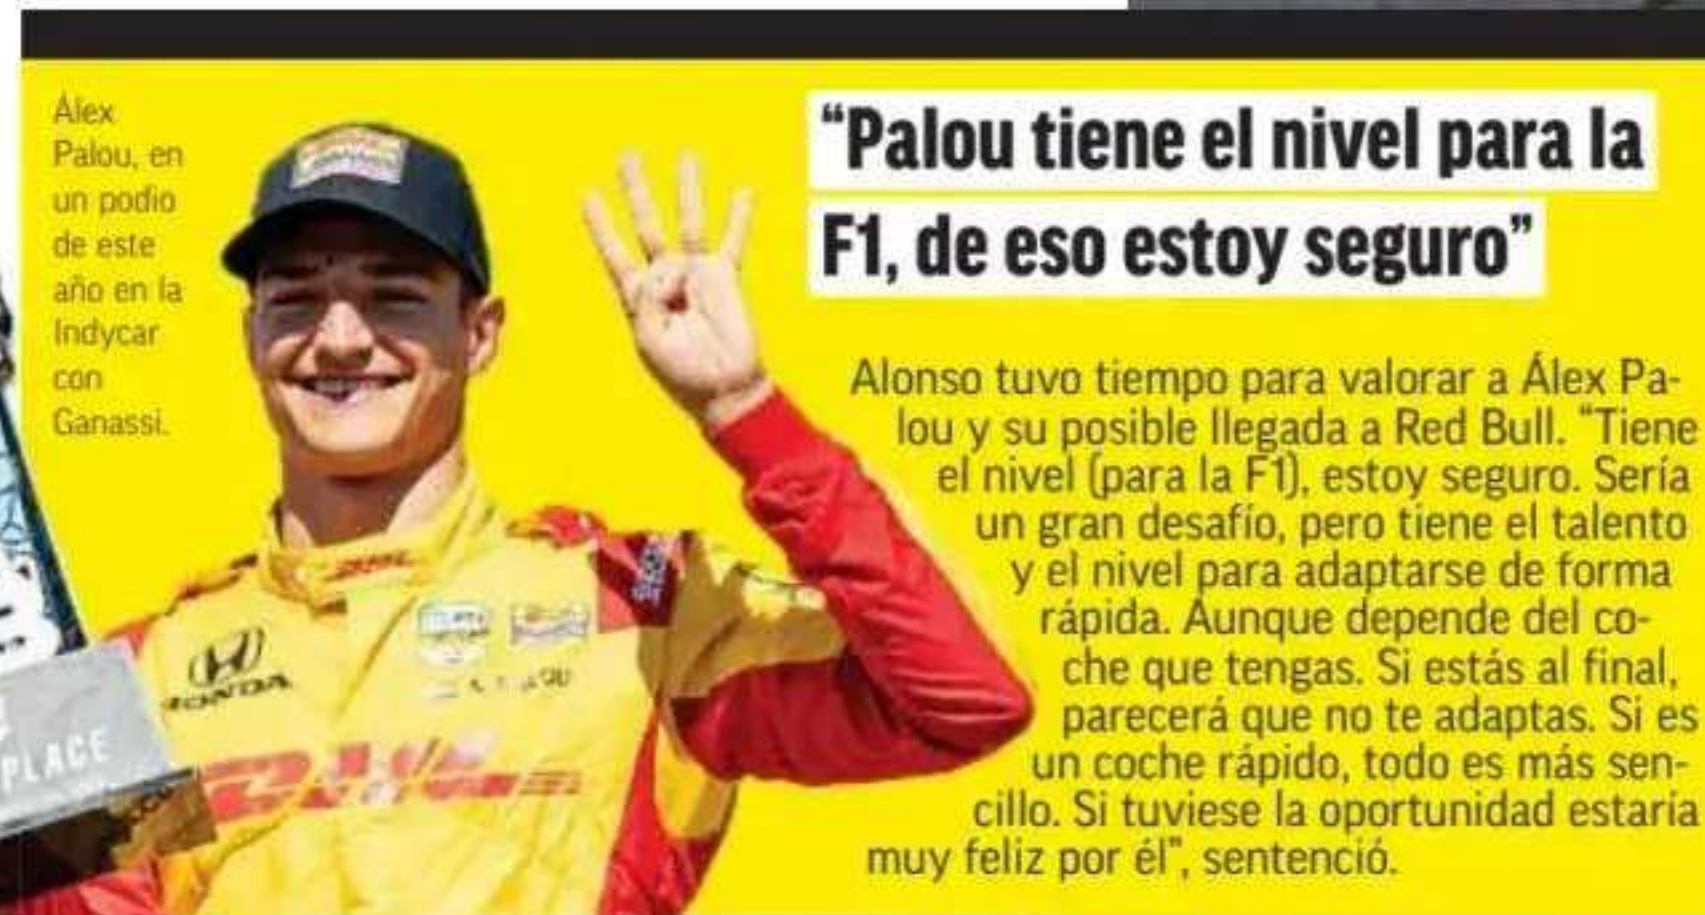 Álex
Palou, en
un podio
de este
año en la
Indycar
con
Ganassi.
“Palou tiene el nivel para la
F1, de eso estoy seguro”
Alonso tuvo tiempo para valorar a Álex Pa-
lou y su posible llegada a Red Bull. “Tiene
el nivel (para la F1), estoy seguro. Sería
un gran desafío, pero tiene el talento
y el nivel para adaptarse de forma
rápida. Aunque depende del co-
che que tengas. Si estás al final,
parecerá que no te adaptas. Si es
un coche rápido, todo es más sen-
cillo. Si tuviese la oportunidad estaría
muy feliz por él”, sentenció.
DHL
HONDA
DHL
PLACE